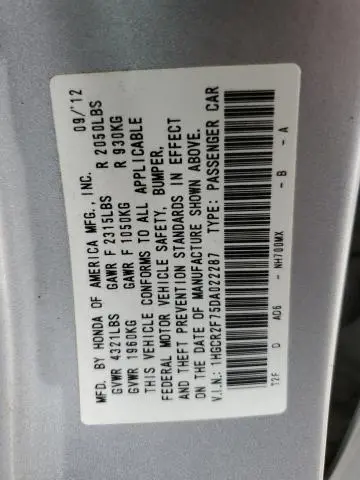 MFD. BY HONDA OF AMERICA MFG., INC. 09/'12
GVWR 4321LBS GAWR F 2315LBS R 2050LBS
GVWR 1960KG GAWR F 1050KG R 930KG
THIS VEHICLE CONFORMS TO ALL APPLICABLE
FEDERAL MOTOR VEHICLE SAFETY, BUMPER,
AND THEFT PREVENTION STANDARDS IN EFFECT
ON THE DATE OF MANUFACTURE SHOWN ABOVE.
V.I.N.: 1HGCR2F75DA022287 TYPE: PASSENGER CAR
T2F D A06 - NH700MX - B - A